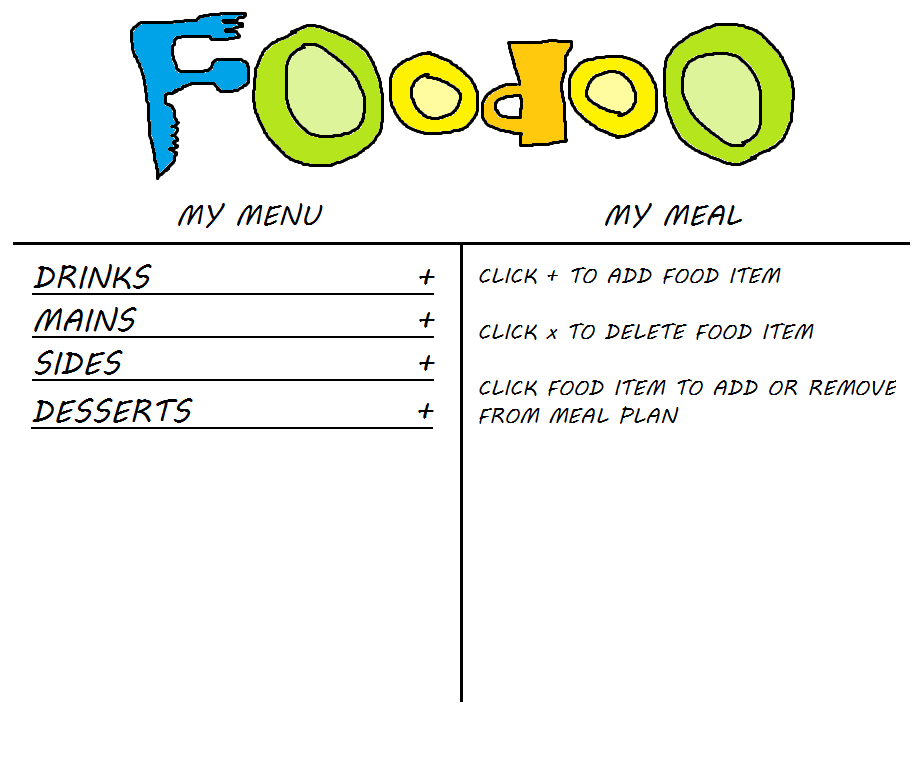 Foodoo
MY MENU
MY MEAL
DRINKS +
MAINS +
SIDES +
DESSERTS +
CLICK + TO ADD FOOD ITEM
CLICK x TO DELETE FOOD ITEM
CLICK FOOD ITEM TO ADD OR REMOVE
FROM MEAL PLAN